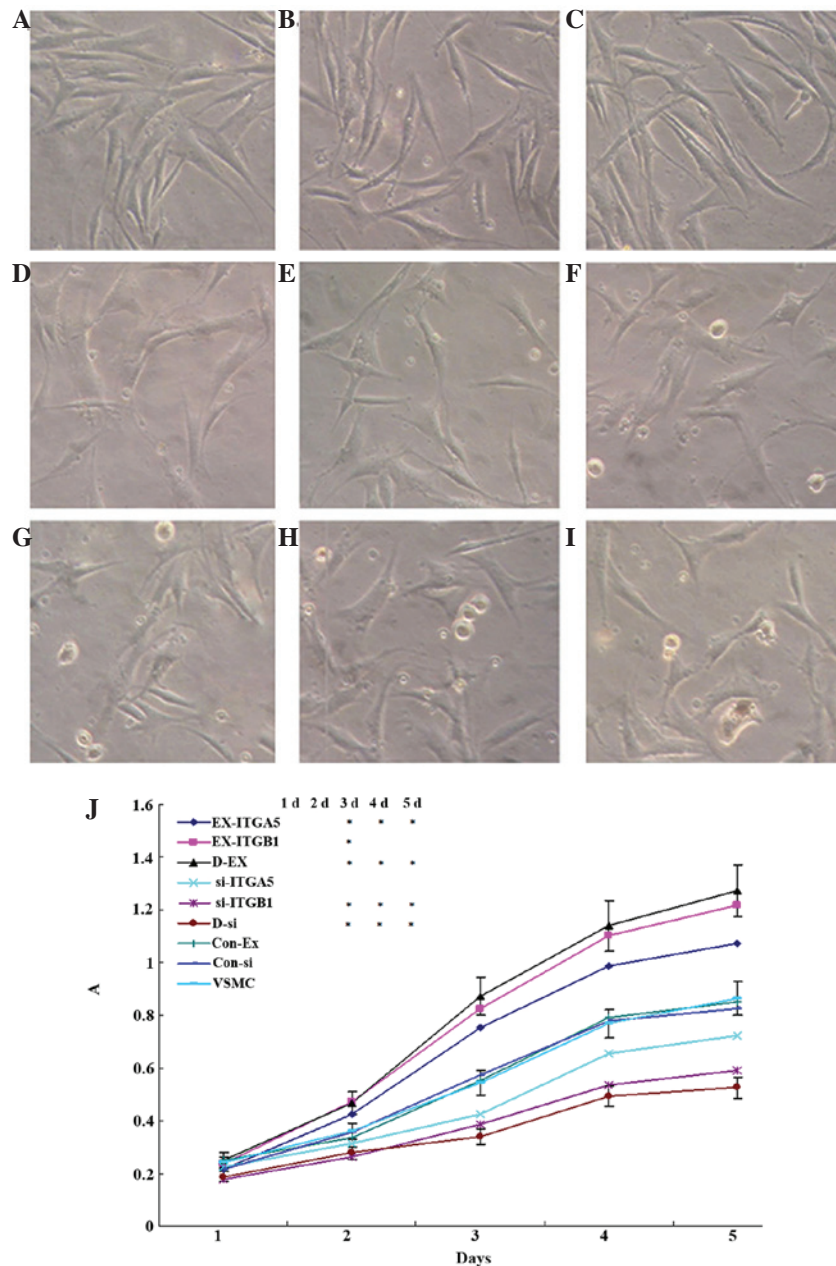 A
B
C
D
E
F
G
H
I
J
1 d 2 d 3 d 4 d 5 d
EX-ITGA5 * * *
EX-ITGB1 *
D-EX * * *
si-ITGA5
si-ITGB1 * * *
D-si * * *
Con-Ex
Con-si
VSMC
1.6
1.4
1.2
1
0.8
0.6
0.4
0.2
0
A
1 2 3 4 5
Days